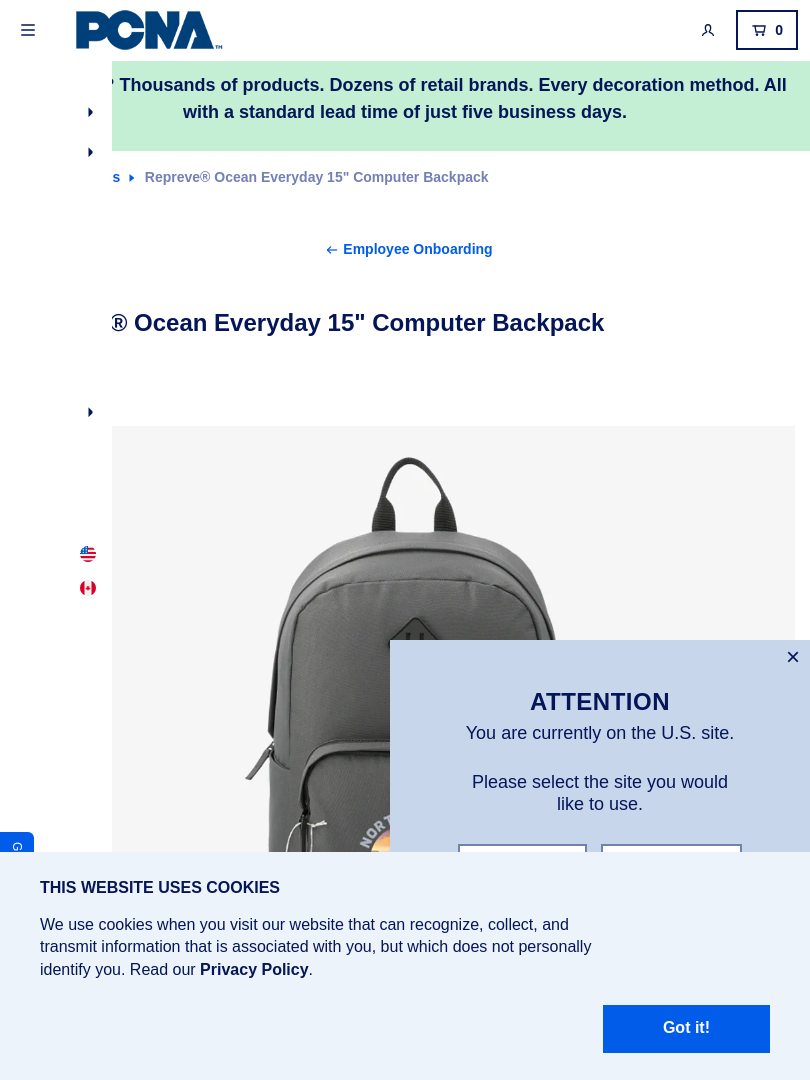 PCNA™
0
Thousands of products. Dozens of retail brands. Every decoration method. All
with a standard lead time of just five business days.
s Repreve® Ocean Everyday 15" Computer Backpack
← Employee Onboarding
® Ocean Everyday 15" Computer Backpack
NORT
ATTENTION
You are currently on the U.S. site.
Please select the site you would
like to use.
G
THIS WEBSITE USES COOKIES
We use cookies when you visit our website that can recognize, collect, and
transmit information that is associated with you, but which does not personally
identify you. Read our Privacy Policy.
Got it!